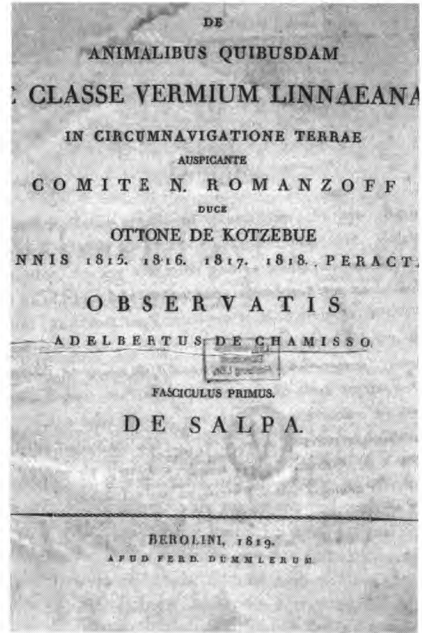 DE
ANIMALIBUS QUIBUSDAM
E CLASSE VERMIUM LINNAEANA
IN CIRCUMNAVIGATIONE TERRAE
AUSPICANTE
COMITE N. ROMANZOFF
DUCE
OTTONE DE KOTZEBUE
NNIS 1815. 1816. 1817. 1818. PERACT
OBSERVATIS
ADELBERTUS DE CHAMISSO
FASCICULUS PRIMUS.
DE SALPA.
BEROLINI, 1819.
APUD FERD. DÜMMLERUM